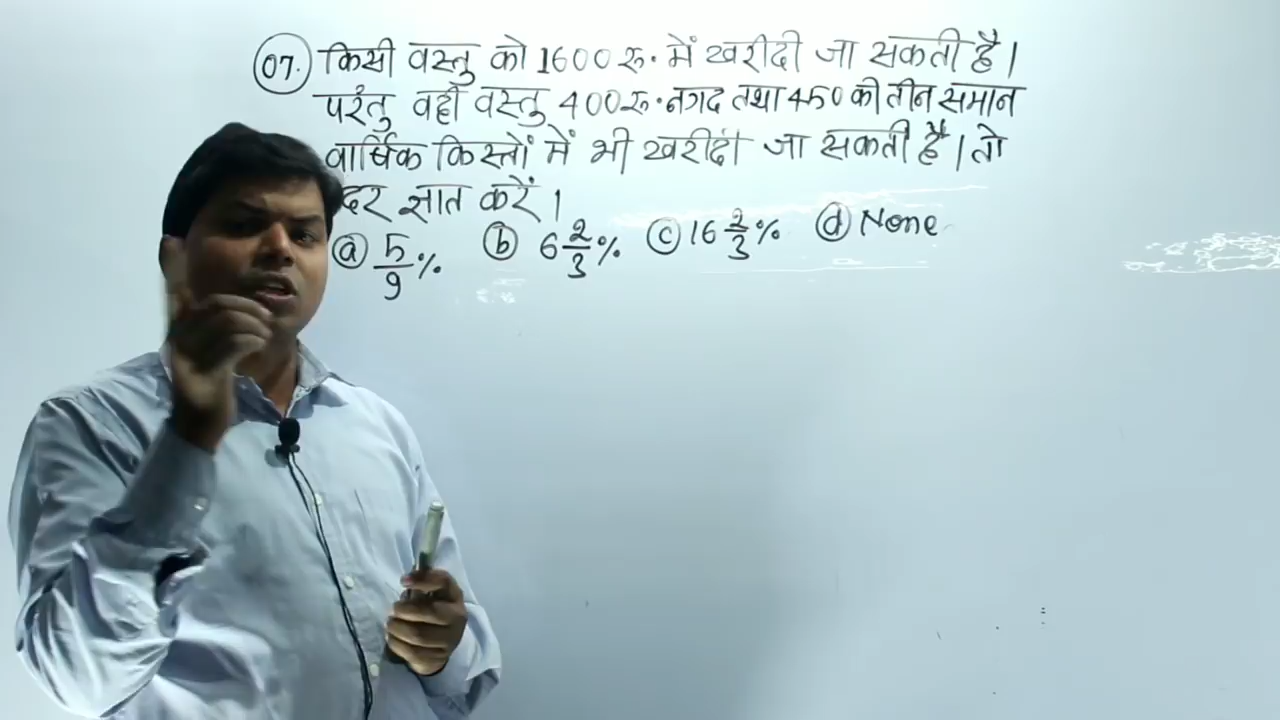 07. किसी वस्तु को 1600 रु. में खरीदी जा सकती है।
परंतु वही वस्तु 400 रु. नगद तथा 450 की तीन समान
वार्षिक किस्तों में भी खरीदी जा सकती है। तो
दर ज्ञात करें।
(a) 5/9 % (b) 6 2/3 % (c) 16 2/3 % (d) None